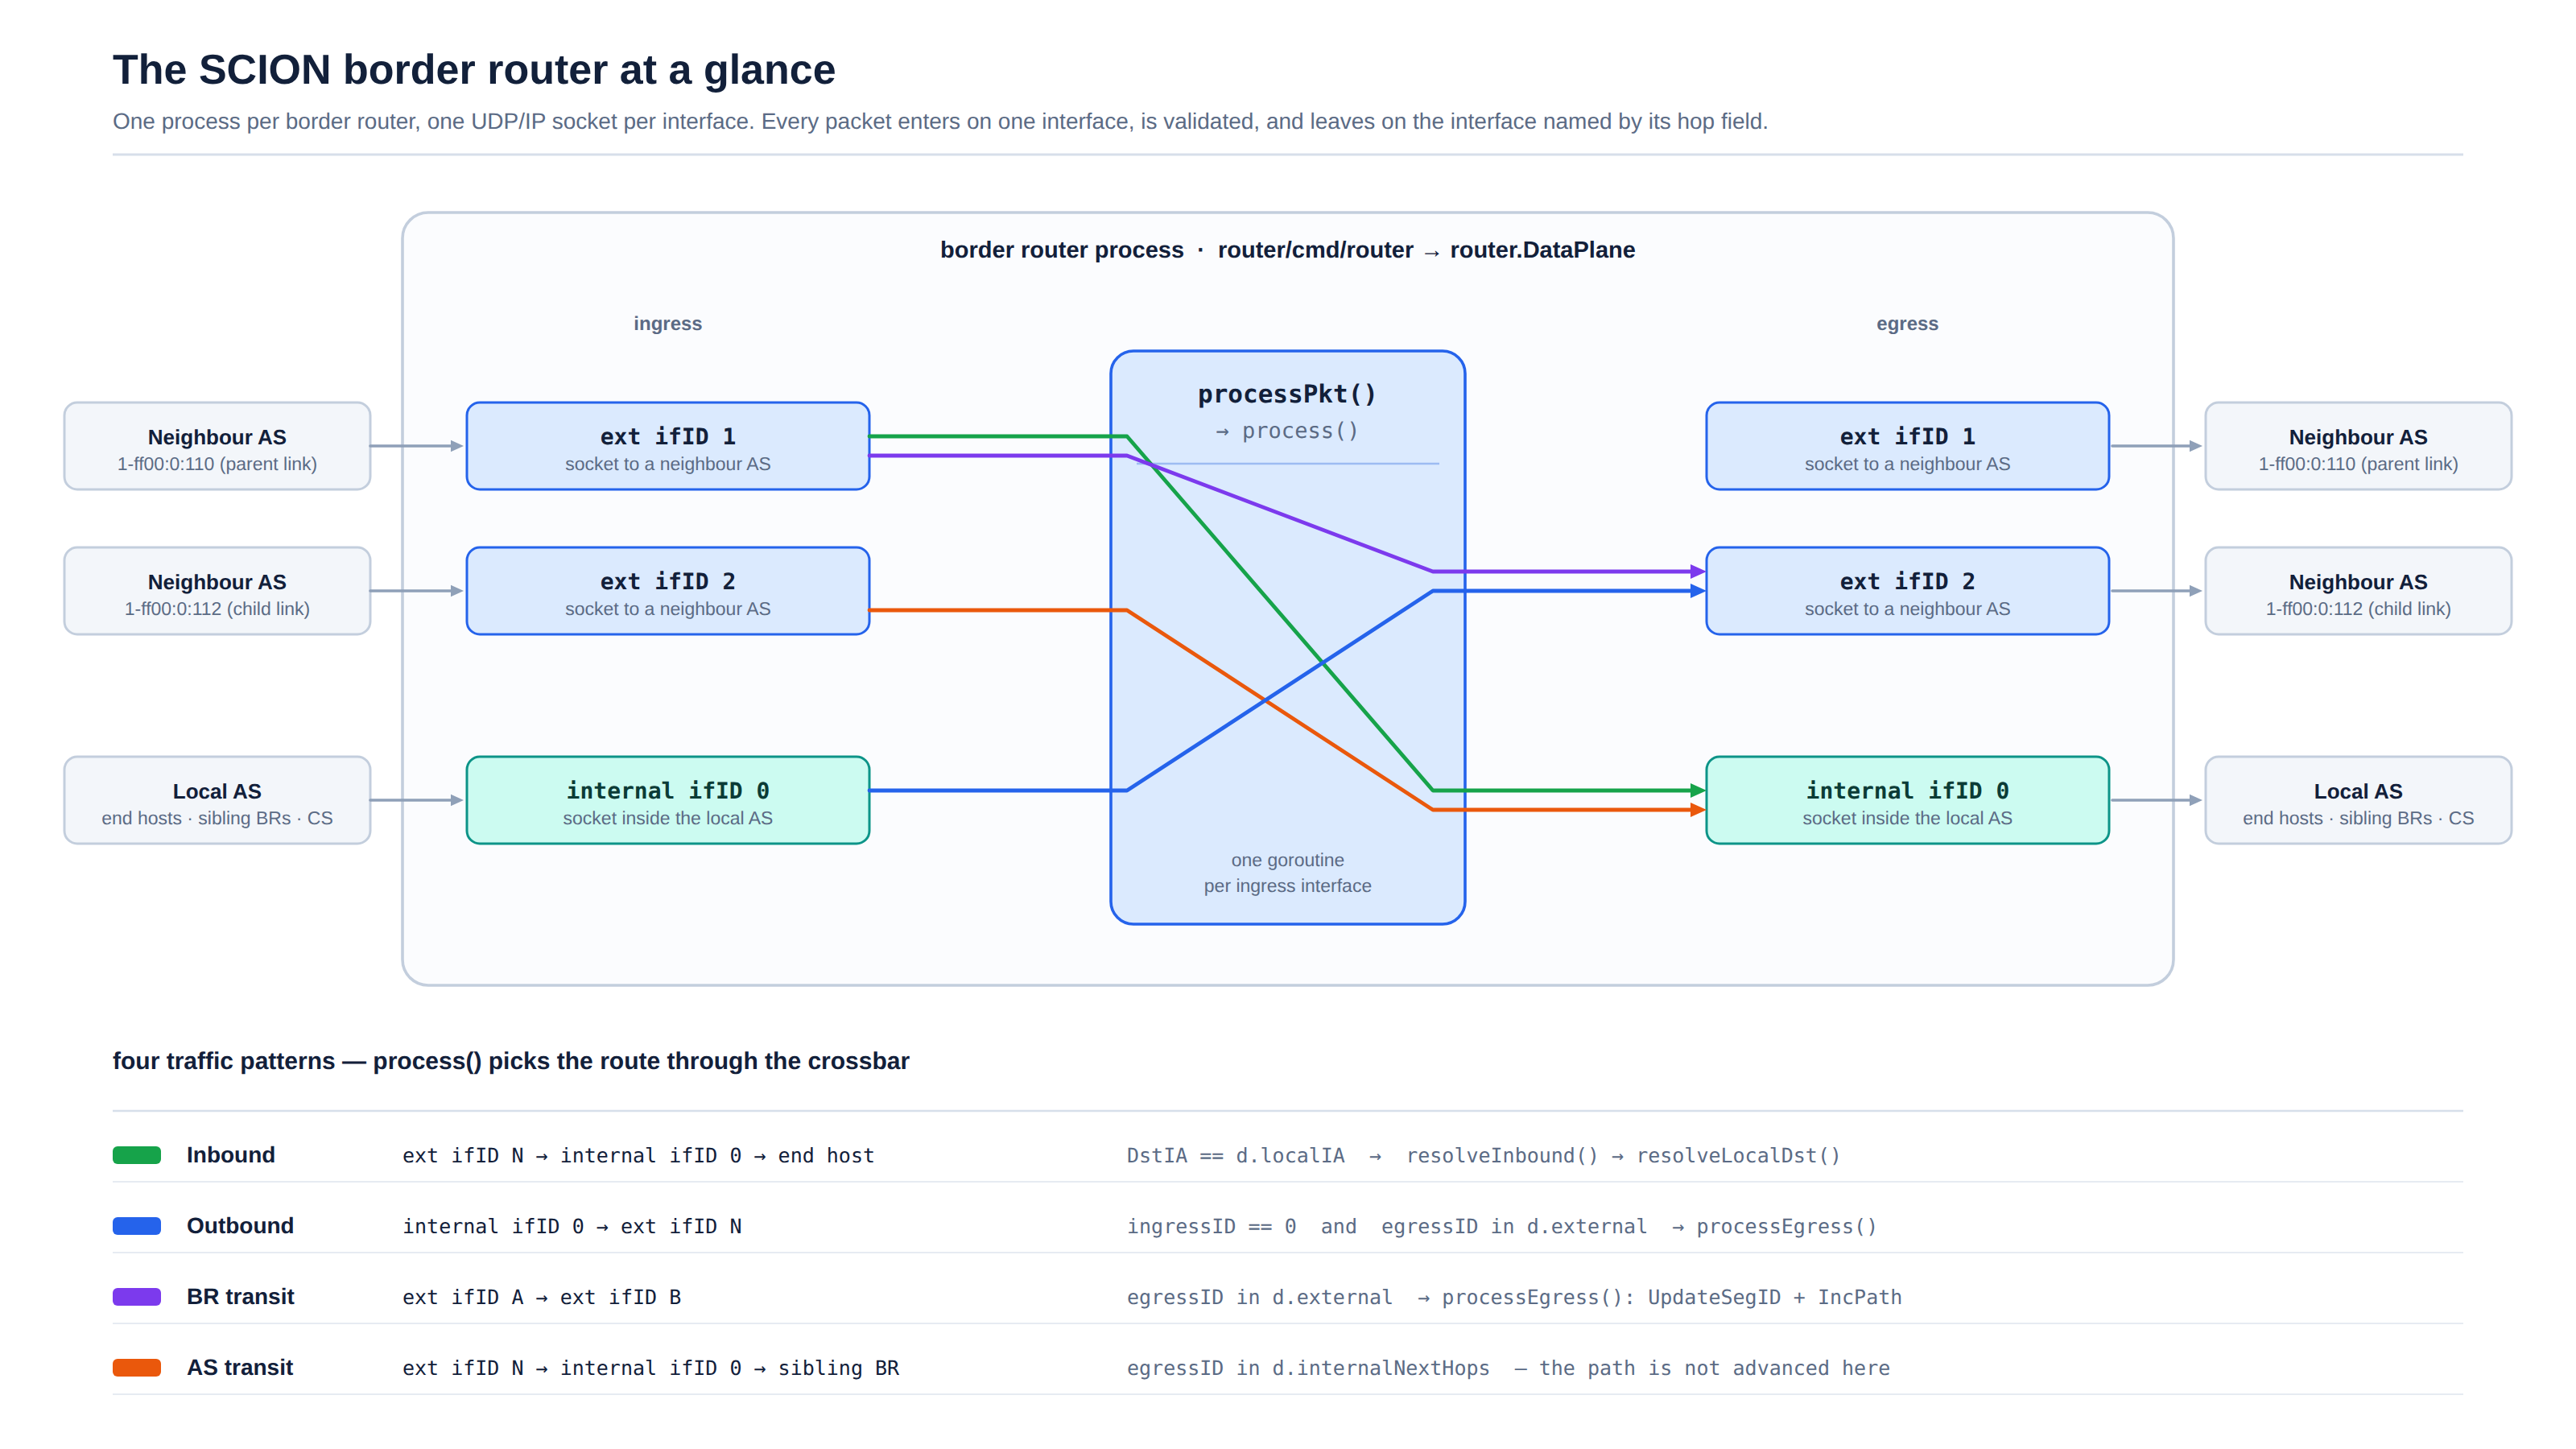 The SCION border router at a glance
One process per border router, one UDP/IP socket per interface. Every packet enters on one interface, is validated, and leaves on the interface named by its hop field.
border router process · router/cmd/router → router.DataPlane
ingress
egress
processPkt()
→ process()
Neighbour AS
1-ff00:0:110 (parent link)
ext ifID 1
socket to a neighbour AS
ext ifID 1
socket to a neighbour AS
Neighbour AS
1-ff00:0:110 (parent link)
Neighbour AS
1-ff00:0:112 (child link)
ext ifID 2
socket to a neighbour AS
ext ifID 2
socket to a neighbour AS
Neighbour AS
1-ff00:0:112 (child link)
Local AS
end hosts · sibling BRs · CS
internal ifID 0
socket inside the local AS
internal ifID 0
socket inside the local AS
Local AS
end hosts · sibling BRs · CS
one goroutine
per ingress interface
four traffic patterns — process() picks the route through the crossbar
Inbound ext ifID N → internal ifID 0 → end host DstIA == d.localIA → resolveInbound() → resolveLocalDst()
Outbound internal ifID 0 → ext ifID N ingressID == 0 and egressID in d.external → processEgress()
BR transit ext ifID A → ext ifID B egressID in d.external → processEgress(): UpdateSegID + IncPath
AS transit ext ifID N → internal ifID 0 → sibling BR egressID in d.internalNextHops — the path is not advanced here